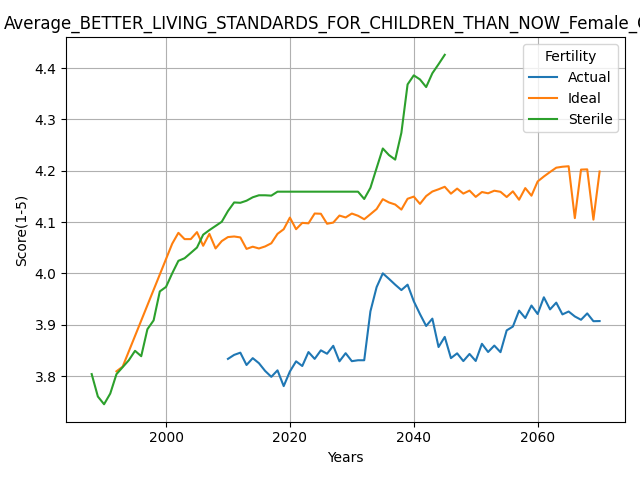 Average_BETTER_LIVING_STANDARDS_FOR_CHILDREN_THAN_NOW_Female_
Fertility
Actual
Ideal
Sterile
Score(1-5)
4.4
4.3
4.2
4.1
4.0
3.9
3.8
2000 2020 2040 2060
Years